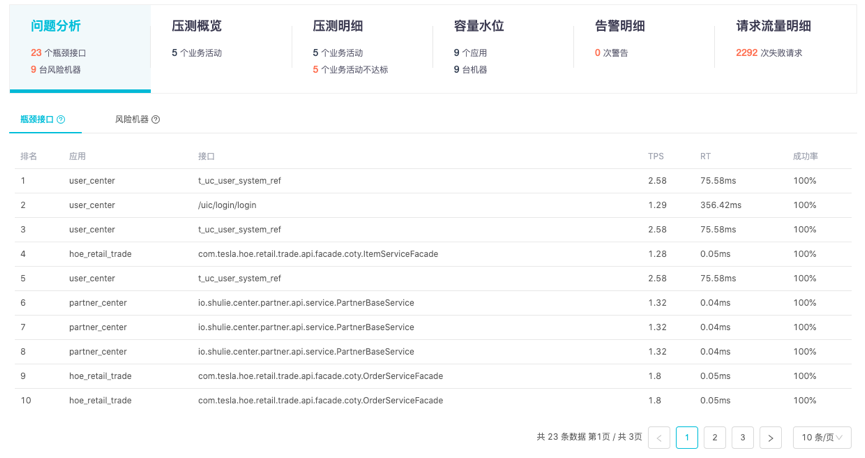 问题分析
23 个瓶颈接口
9 台风险机器
压测概览
5 个业务活动
压测明细
5 个业务活动
5 个业务活动不达标
容量水位
9 个应用
9 台机器
告警明细
0 次警告
请求流量明细
2292 次失败请求
瓶颈接口 ? 风险机器 ?
排名 应用 接口 TPS RT 成功率
1 user_center t_uc_user_system_ref 2.58 75.58ms 100%
2 user_center /uic/login/login 1.29 356.42ms 100%
3 user_center t_uc_user_system_ref 2.58 75.58ms 100%
4 hoe_retail_trade com.tesla.hoe.retail.trade.api.facade.coty.ItemServiceFacade 1.28 0.05ms 100%
5 user_center t_uc_user_system_ref 2.58 75.58ms 100%
6 partner_center io.shulie.center.partner.api.service.PartnerBaseService 1.32 0.04ms 100%
7 partner_center io.shulie.center.partner.api.service.PartnerBaseService 1.32 0.04ms 100%
8 partner_center io.shulie.center.partner.api.service.PartnerBaseService 1.32 0.04ms 100%
9 hoe_retail_trade com.tesla.hoe.retail.trade.api.facade.coty.OrderServiceFacade 1.8 0.05ms 100%
10 hoe_retail_trade com.tesla.hoe.retail.trade.api.facade.coty.OrderServiceFacade 1.8 0.05ms 100%
共 23 条数据 第1页 / 共 3页 < 1 2 3 > 10 条/页